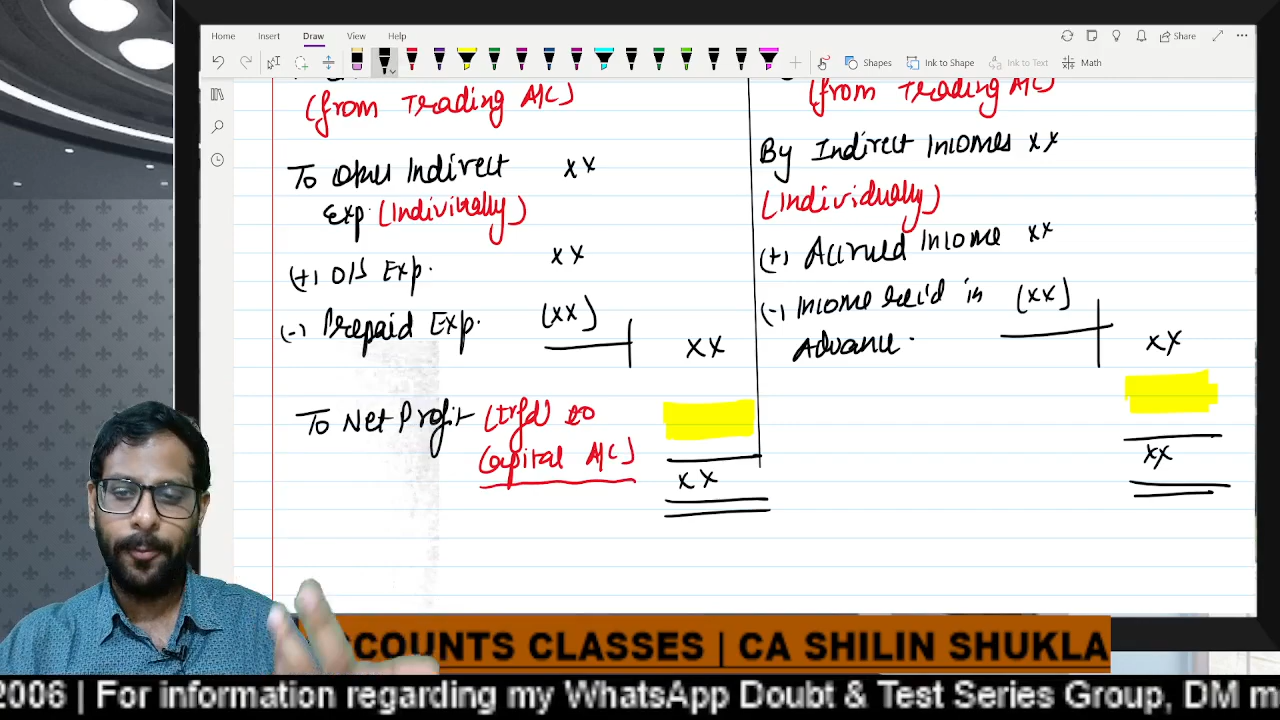 Home Insert Draw View Help
Share
Shapes Ink to Shape Ink to Text Math
(from Trading A/C)
To Other Indirect xx
Exp. (Indivirally)
(+) O/S Exp. xx
(-) Prepaid Exp. (xx)
xx
To Net Profit (trfd) to
Capital A/C)
xx
(from Trading A/C)
By Indirect Incomes xx
(Individually)
(+) Accrued Income xx
(-) Income recid in (xx)
Advance.
xx
xx
CCOUNTS CLASSES | CA SHILIN SHUKLA
2006 | For information regarding my WhatsApp Doubt & Test Series Group, DM m